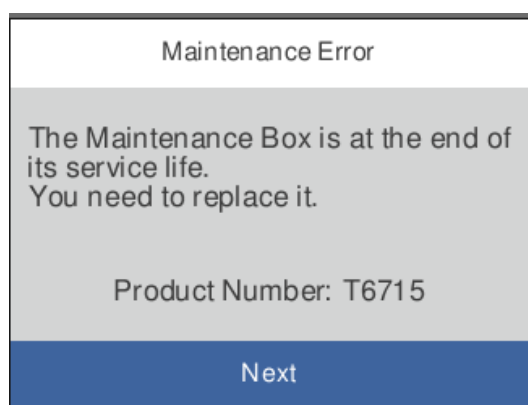 Maintenance Error
The Maintenance Box is at the end of
its service life.
You need to replace it.
Product Number: T6715
Next